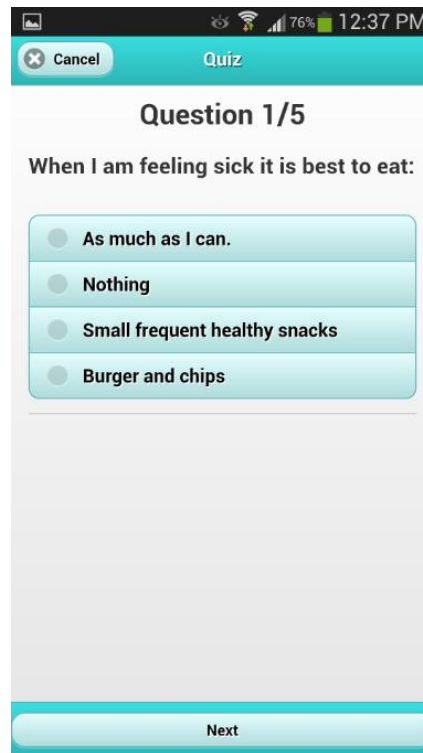 76% 12:37 PM
Cancel Quiz
Question 1/5
When I am feeling sick it is best to eat:
As much as I can.
Nothing
Small frequent healthy snacks
Burger and chips
Next